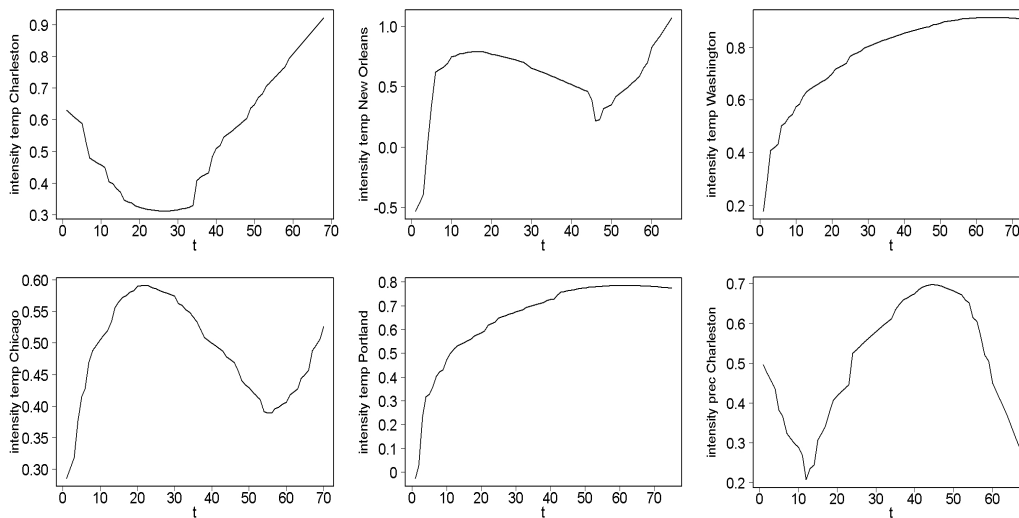 intensity temp Charleston
0.9
0.8
0.7
0.6
0.5
0.4
0.3
0 10 20 30 40 50 60 70
t
intensity temp New Orleans
1.0
0.5
0.0
-0.5
0 10 20 30 40 50 60
t
intensity temp Washington
0.8
0.6
0.4
0.2
0 10 20 30 40 50 60 70
t
intensity temp Chicago
0.60
0.55
0.50
0.45
0.40
0.35
0.30
0 10 20 30 40 50 60 70
t
intensity temp Portland
0.8
0.7
0.6
0.5
0.4
0.3
0.2
0.1
0
0 10 20 30 40 50 60 70
t
intensity prec Charleston
0.7
0.6
0.5
0.4
0.3
0.2
0 10 20 30 40 50 60
t